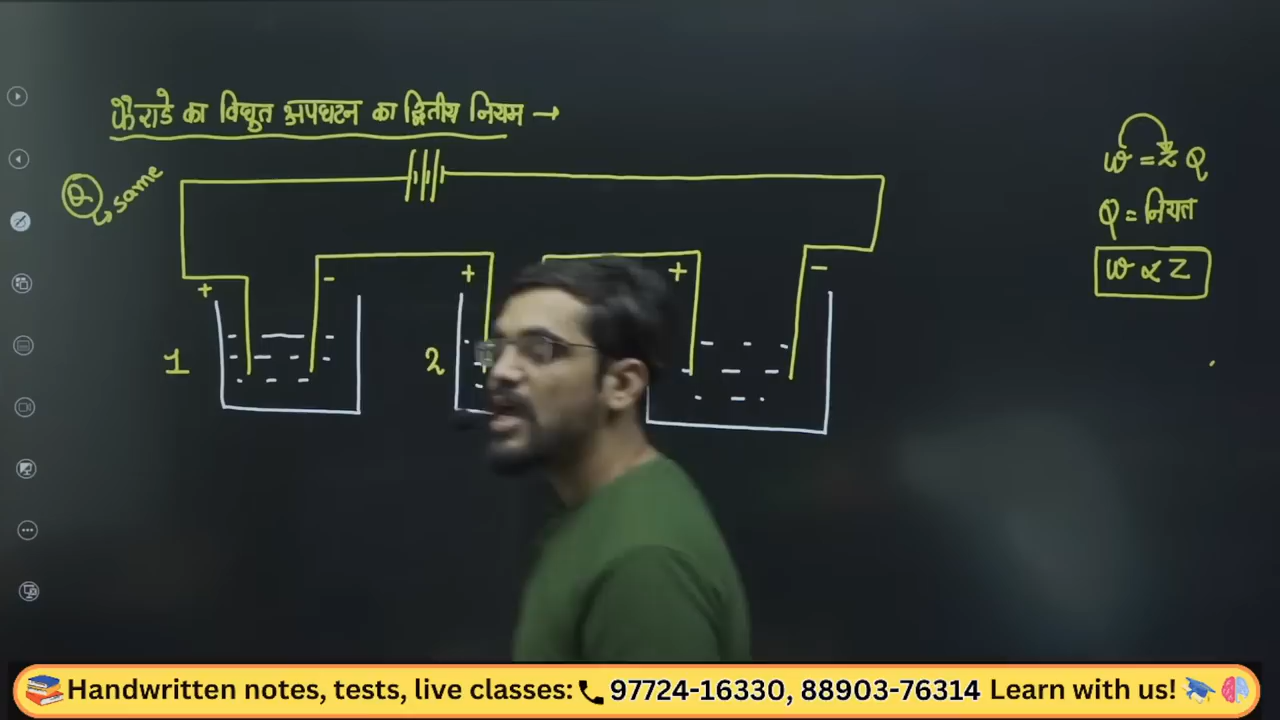 फैराडे का विद्युत अपघटन का द्वितीय नियम →
Q → same
w = Z Q
Q = नियत
w ∝ Z
+ - + + -
1 2
Handwritten notes, tests, live classes: 97724-16330, 88903-76314 Learn with us!